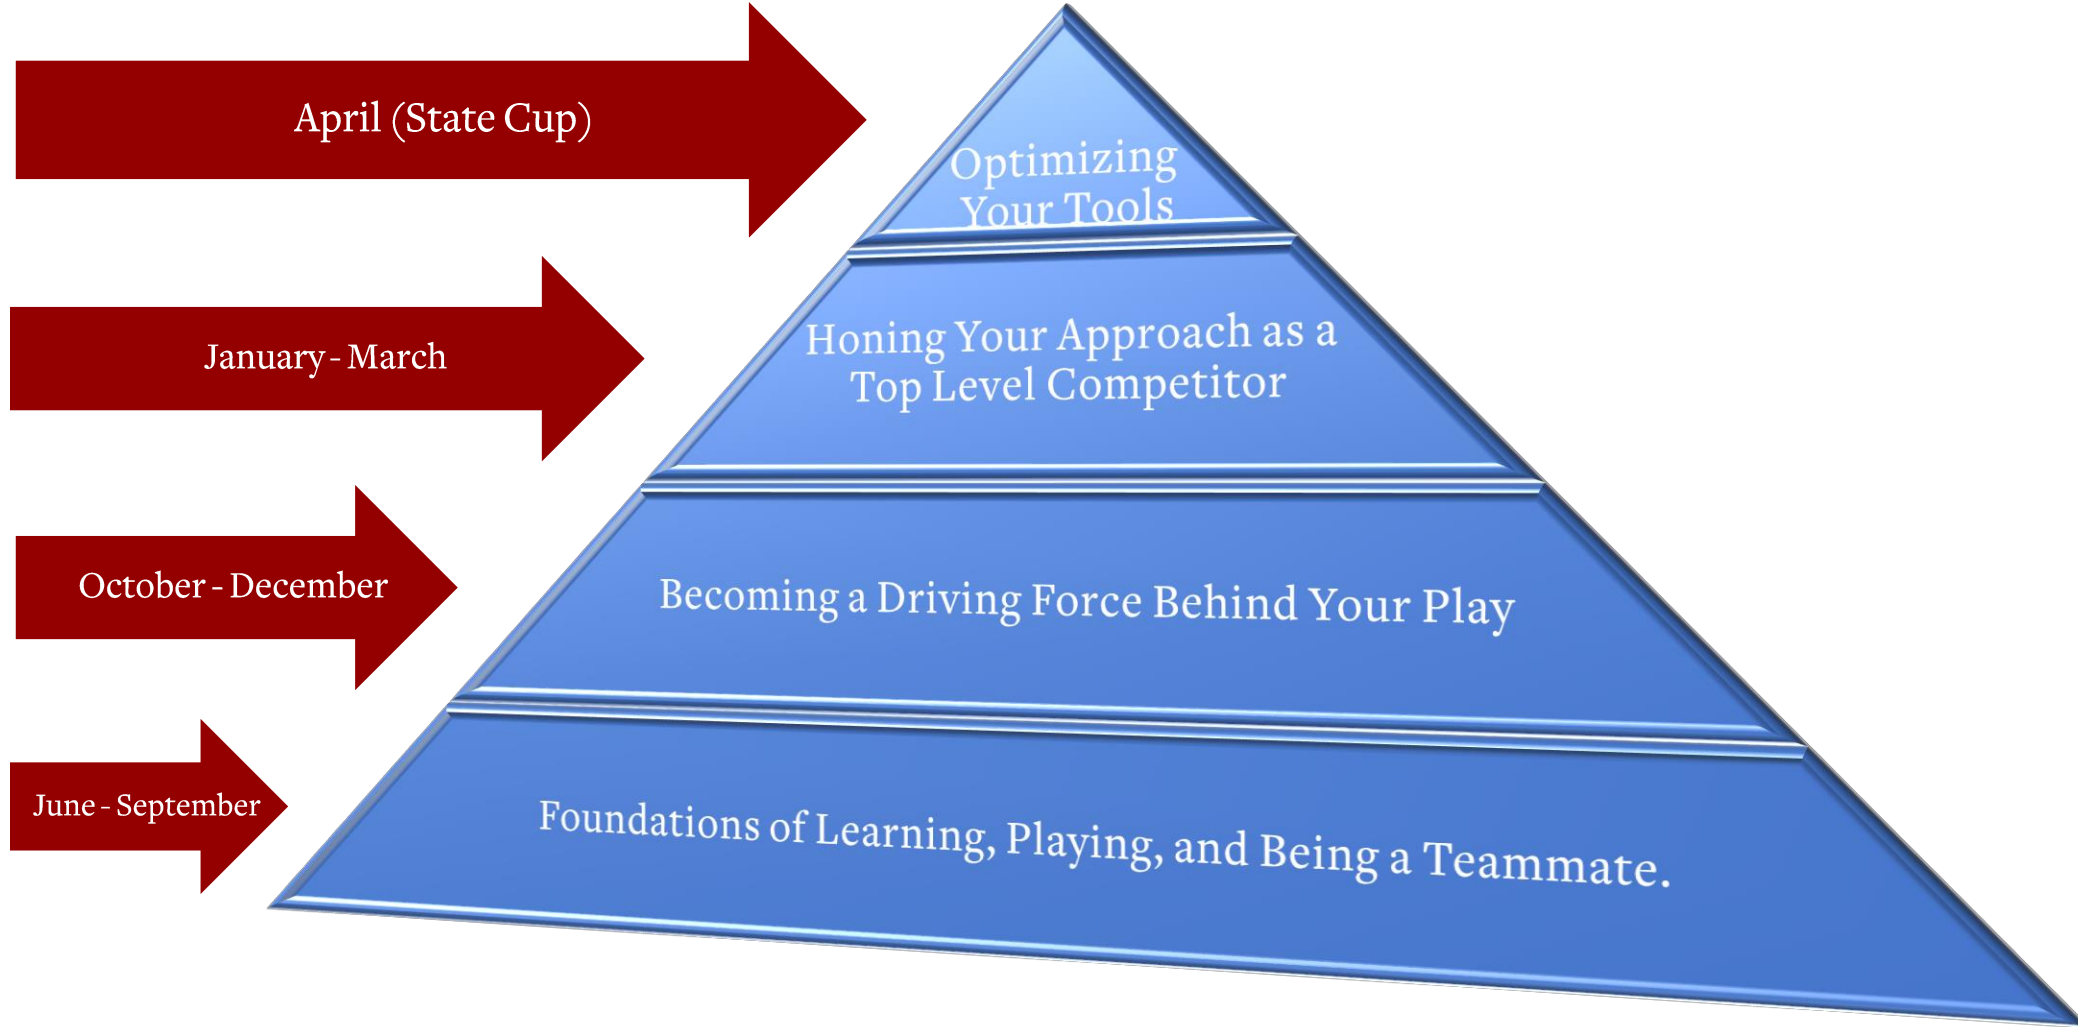 April (State Cup)
Optimizing
Your Tools
January - March
Honing Your Approach as a
Top Level Competitor
October - December
Becoming a Driving Force Behind Your Play
June - September
Foundations of Learning, Playing, and Being a Teammate.